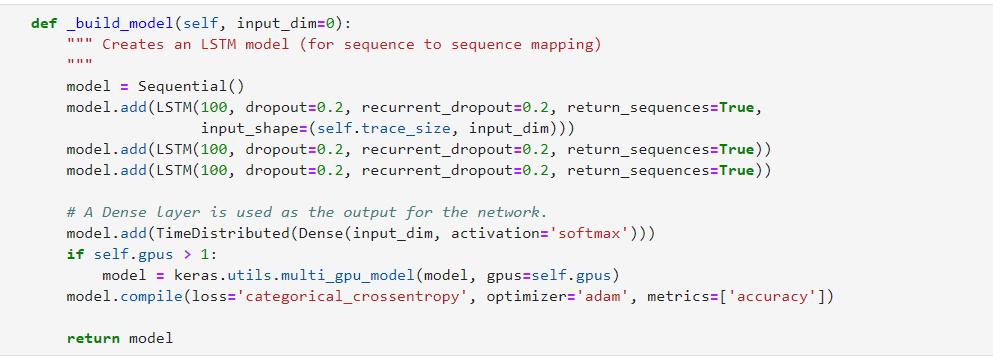 def _build_model(self, input_dim=0):
    """ Creates an LSTM model (for sequence to sequence mapping)
    """
    model = Sequential()
    model.add(LSTM(100, dropout=0.2, recurrent_dropout=0.2, return_sequences=True,
                   input_shape=(self.trace_size, input_dim)))
    model.add(LSTM(100, dropout=0.2, recurrent_dropout=0.2, return_sequences=True))
    model.add(LSTM(100, dropout=0.2, recurrent_dropout=0.2, return_sequences=True))

    # A Dense layer is used as the output for the network.
    model.add(TimeDistributed(Dense(input_dim, activation='softmax')))
    if self.gpus > 1:
        model = keras.utils.multi_gpu_model(model, gpus=self.gpus)
    model.compile(loss='categorical_crossentropy', optimizer='adam', metrics=['accuracy'])

    return model